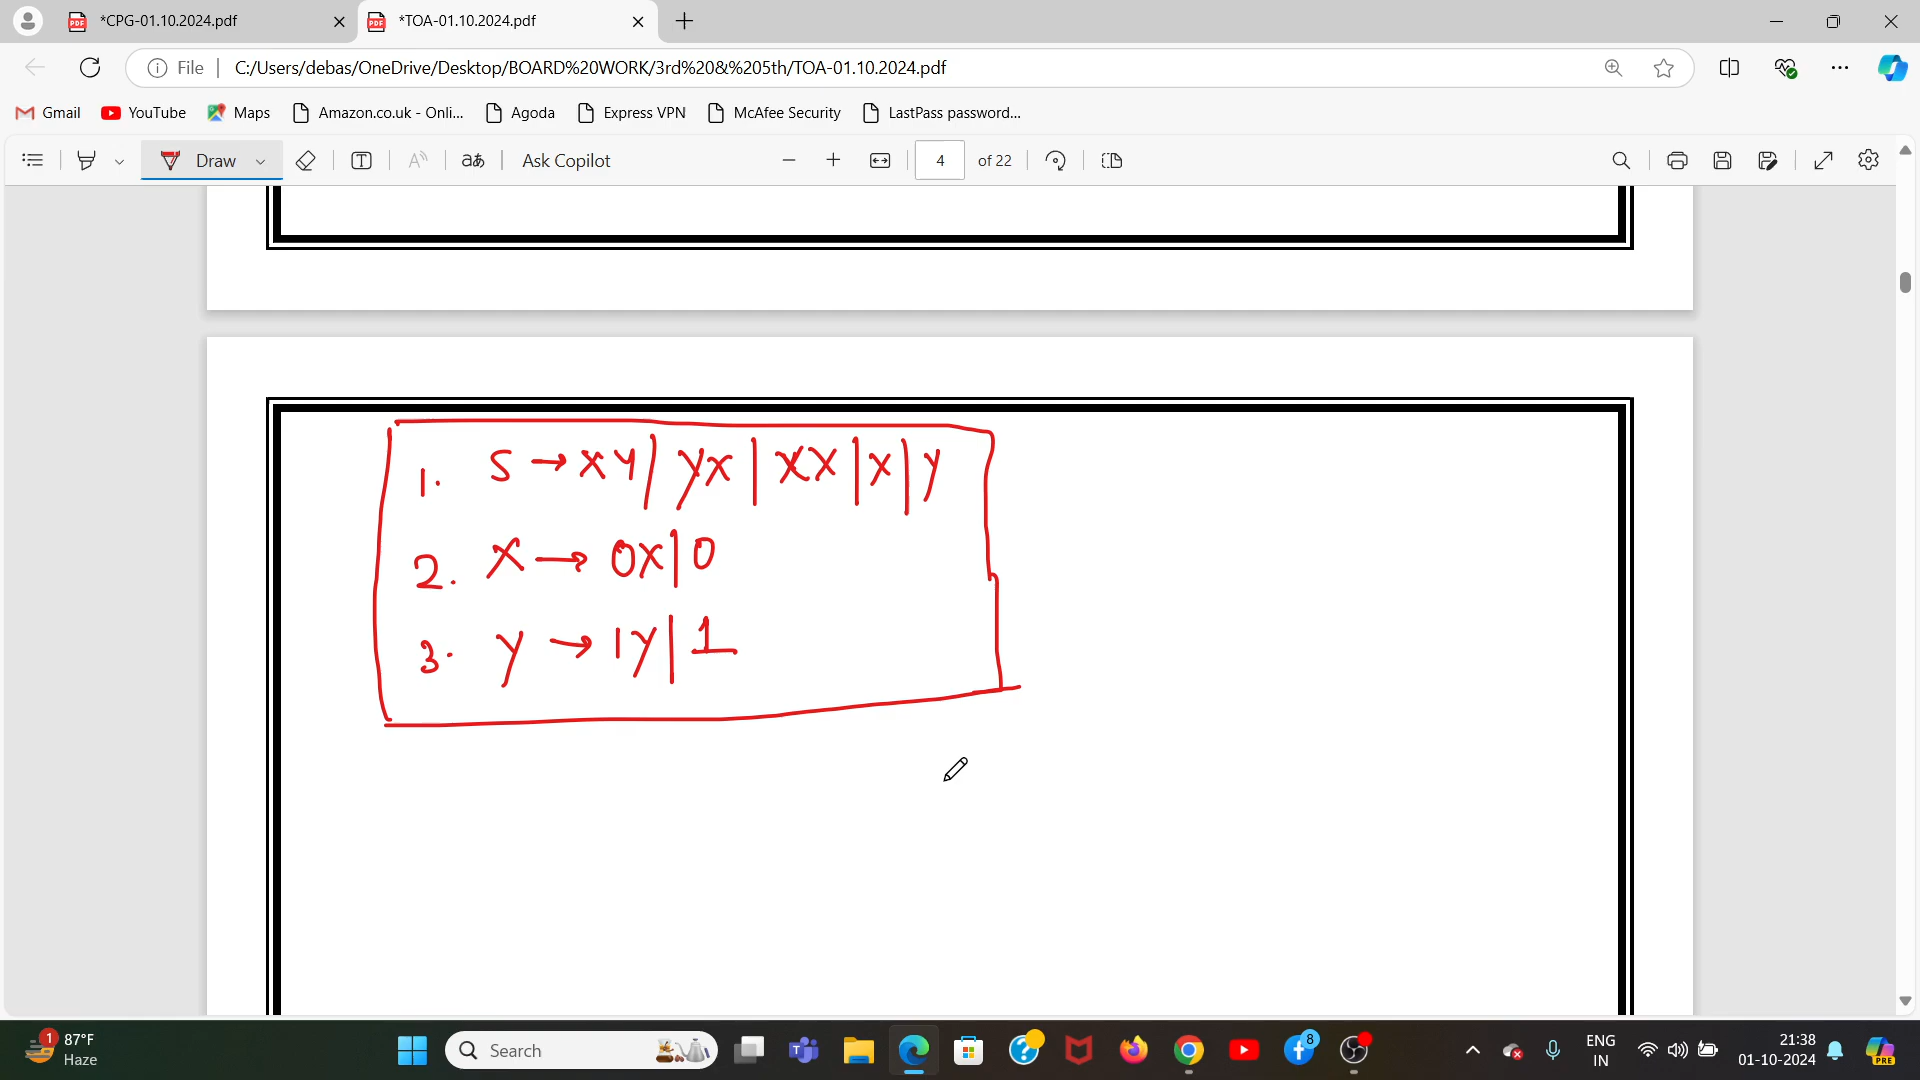 *CPG-01.10.2024.pdf
*TOA-01.10.2024.pdf
File
C:/Users/debas/OneDrive/Desktop/BOARD%20WORK/3rd%20&%205th/TOA-01.10.2024.pdf
Gmail
YouTube
Maps
Amazon.co.uk - Onli...
Agoda
Express VPN
McAfee Security
LastPass password...
Draw
Ask Copilot
4 of 22
1. S → XY | YX | XX | X | Y
2. X → 0X | 0
3. Y → 1Y | 1
1
87°F
Haze
Search
8
ENG
IN
21:38
01-10-2024
PRE